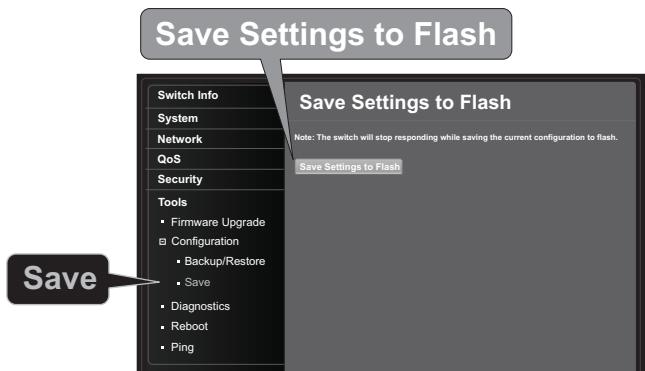 Save Settings to Flash
Switch Info
System
Network
QoS
Security
Tools
Firmware Upgrade
Configuration
Backup/Restore
Save
Diagnostics
Reboot
Ping
Save
Save Settings to Flash
Note: The switch will stop responding while saving the current configuration to flash.
Save Settings to Flash